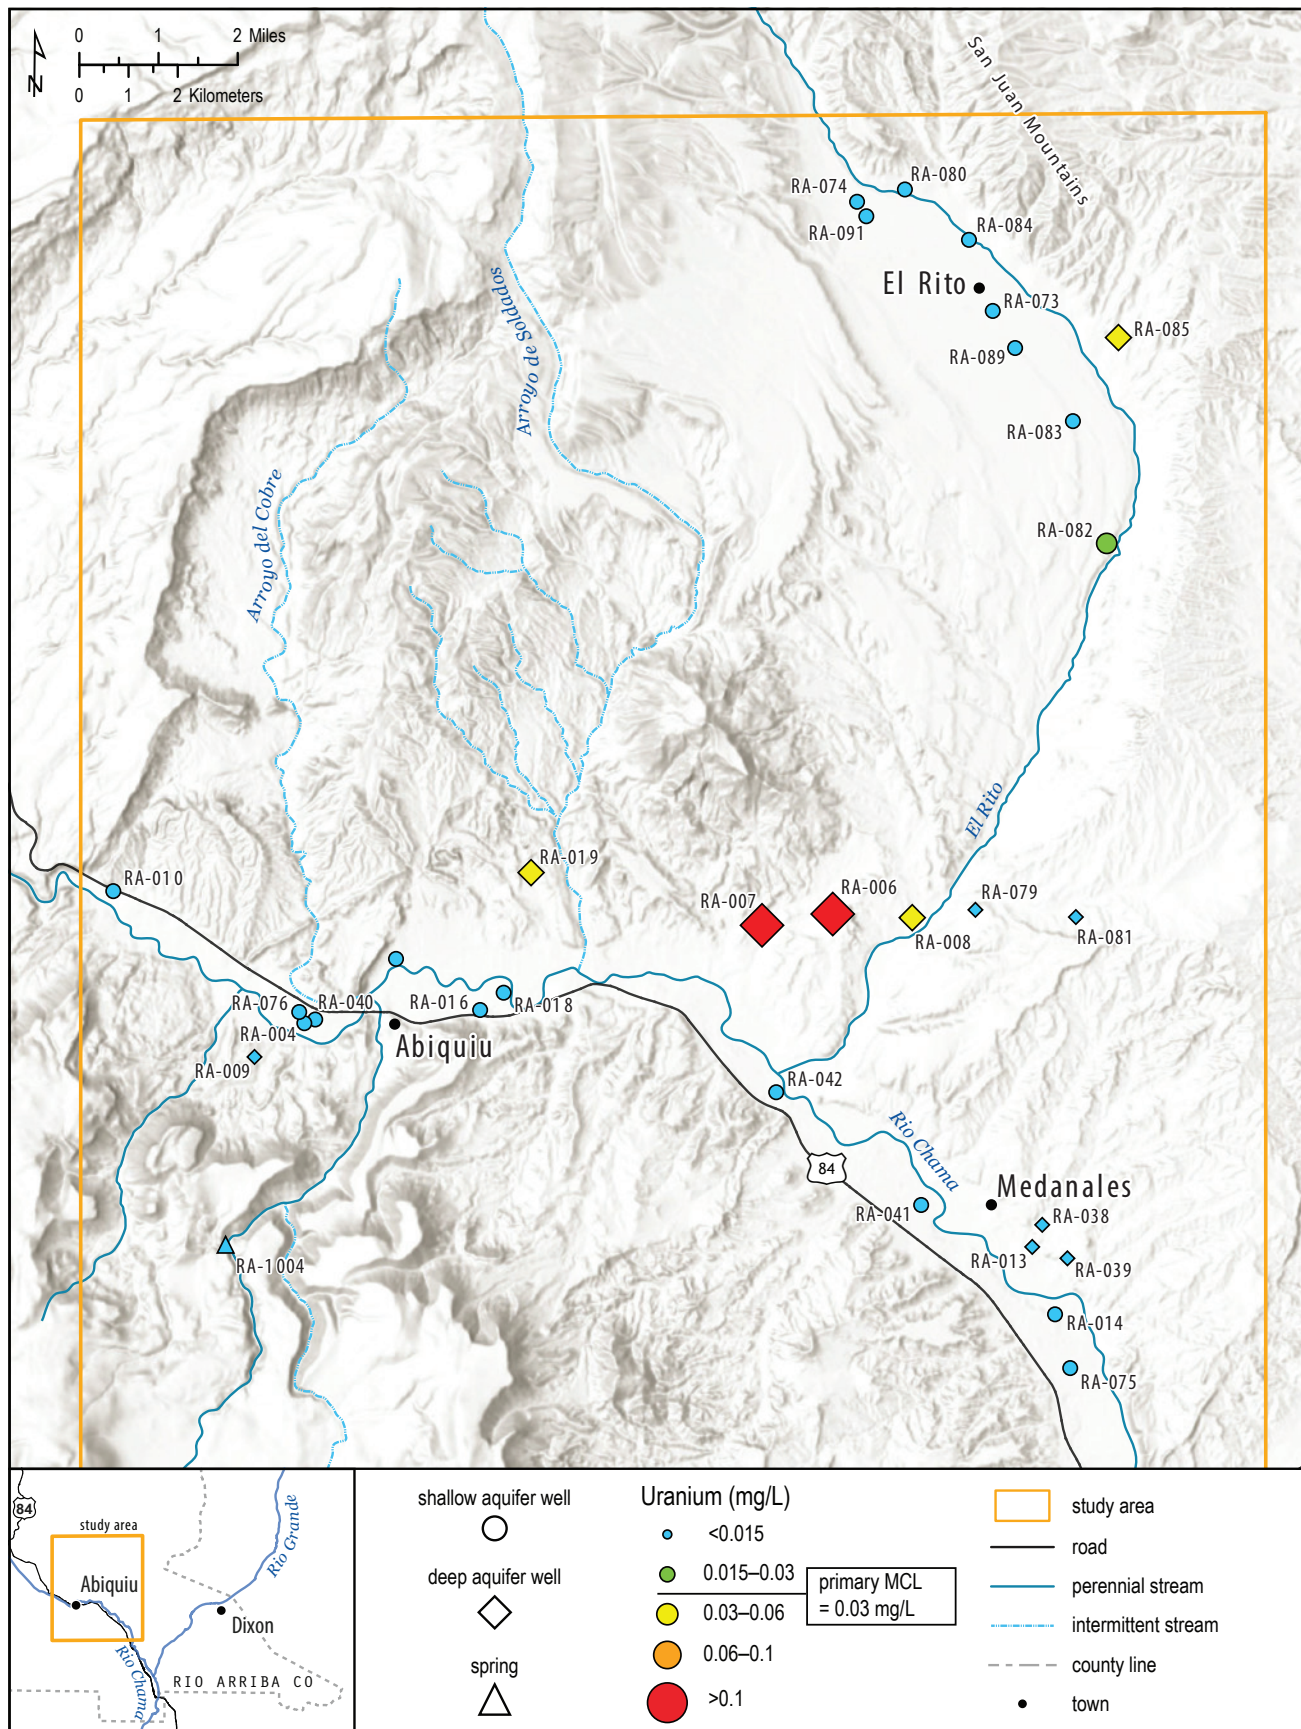 0 1 2 Miles
N
0 1 2 Kilometers
San Juan Mountains
RA-080
RA-074
RA-091
RA-084
El Rito
RA-073
RA-085
RA-089
Arroyo de Soldados
RA-083
Arroyo del Cobre
RA-082
El Rito
RA-019
RA-010
RA-006
RA-007
RA-079
RA-008
RA-081
RA-076
RA-040
RA-016
RA-018
RA-004
Abiquiu
RA-009
RA-042
Rio Chama
84
Medanales
RA-041
RA-038
RA-013
RA-1004
RA-039
RA-014
RA-075
84
study area
Abiquiu
Rio Grande
Dixon
Rio Chama
RIO ARRIBA CO
shallow aquifer well
deep aquifer well
spring
Uranium (mg/L)
<0.015
0.015–0.03
primary MCL
= 0.03 mg/L
0.03–0.06
0.06–0.1
>0.1
study area
road
perennial stream
intermittent stream
county line
town